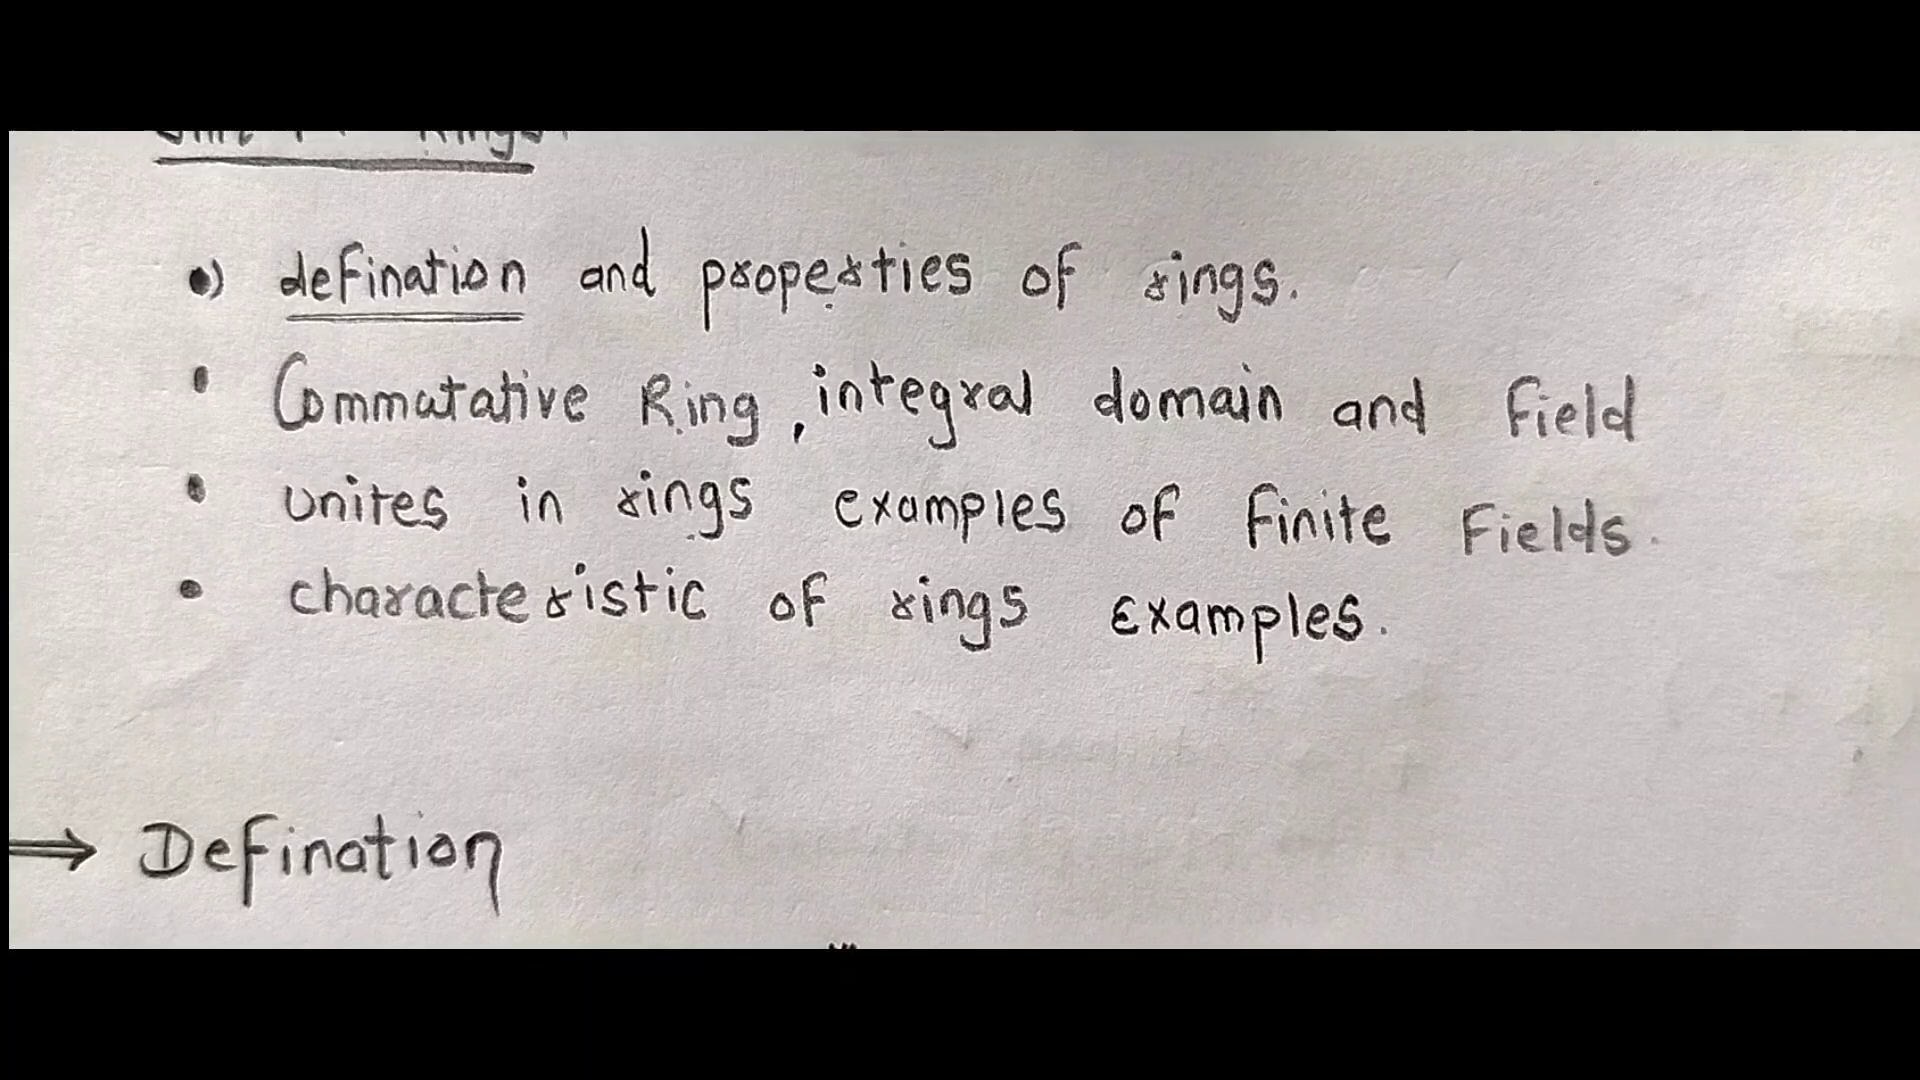 Rings.
•) defination and properties of rings.
• Commutative Ring, integral domain and Field
• unites in rings examples of Finite Fields.
• characteristic of rings Examples.
⇒ Defination